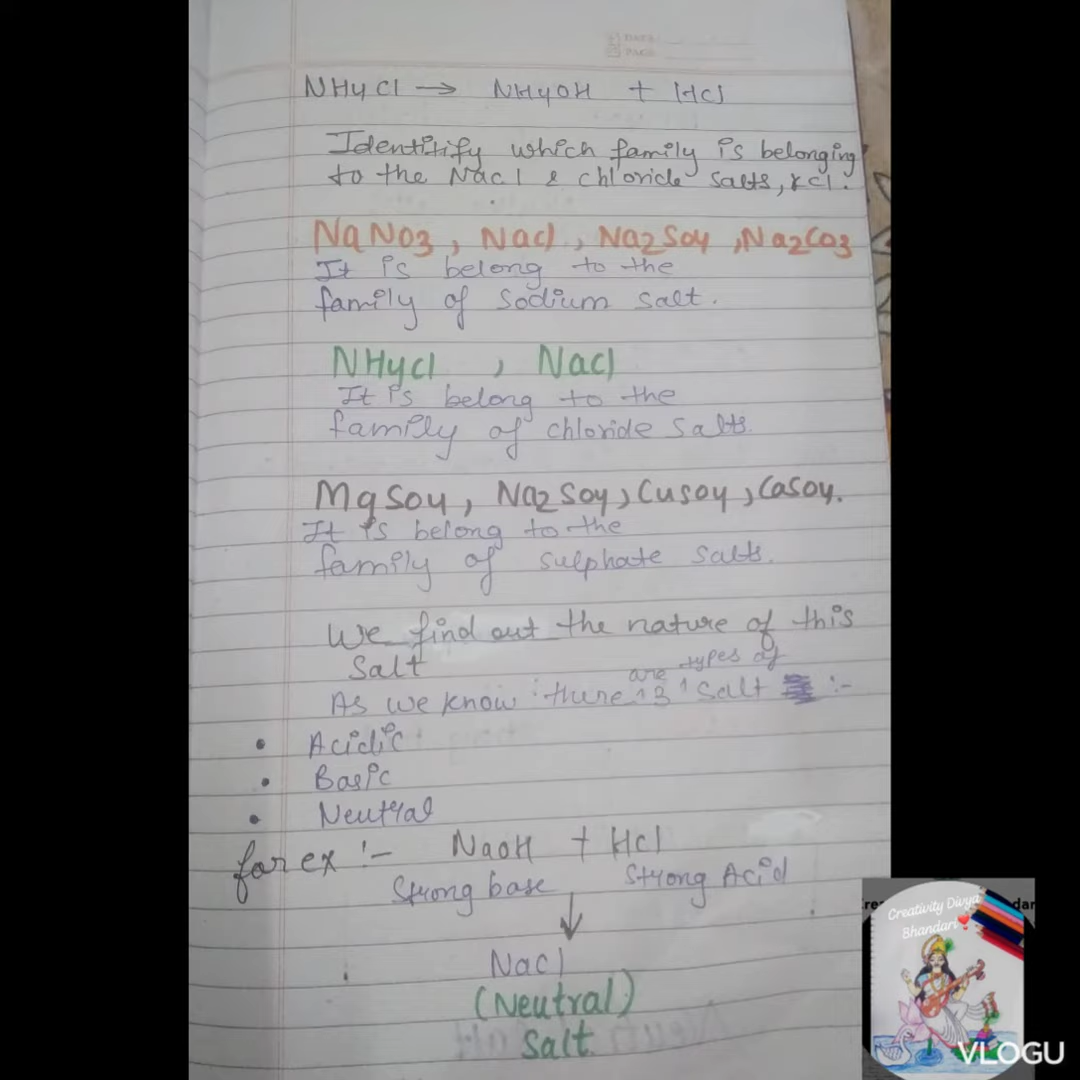 DATE
PAGE
NH4Cl → NH4OH + HCl
Identitify which family is belonging
to the NaCl & chloride salts, KCl.
NaNO3, NaCl, Na2SO4, Na2CO3
It is belong to the
family of sodium salt.
NH4Cl, NaCl
It is belong to the
family of chloride salts.
MgSO4, Na2SO4, CuSO4, CaSO4.
It is belong to the
family of sulphate salts.
We find out the nature of this
Salt
As we know there are 3 types of salt :-
• Acidic
• Basic
• Neutral
for ex :- NaOH + HCl
Strong base Strong Acid
↓
NaCl
(Neutral)
Salt
Creativity Divya
Bhandari
VLOGU